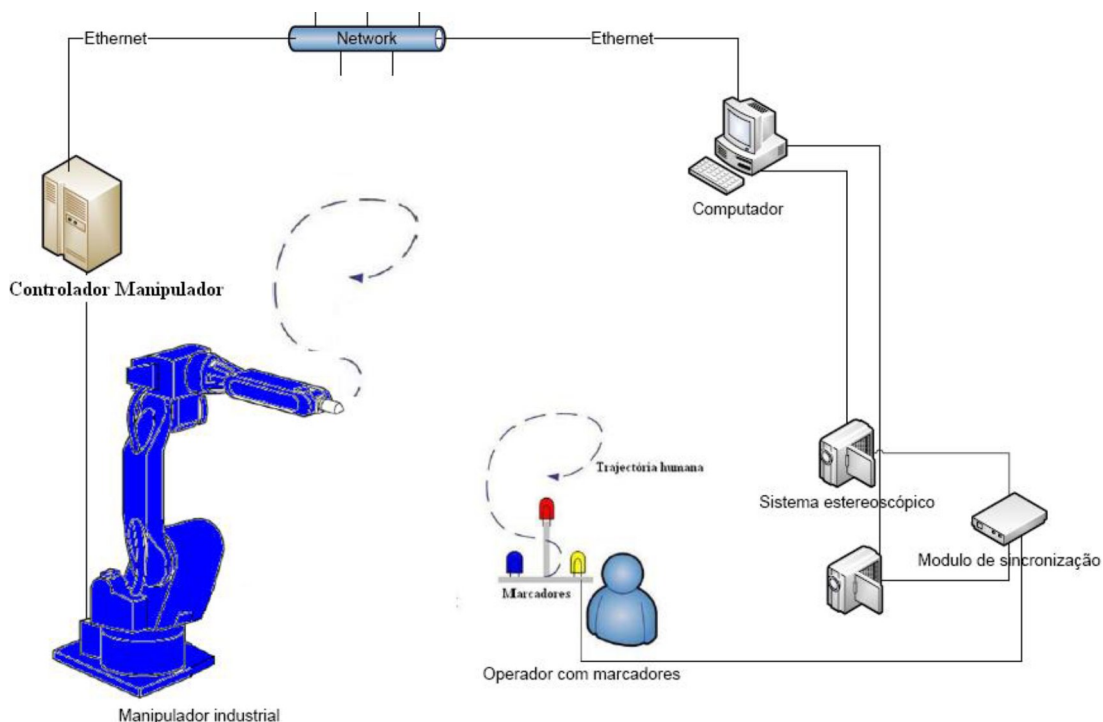 Ethernet
Network
Ethernet
Computador
Controlador Manipulador
Trajectória humana
Sistema estereoscópico
Modulo de sincronização
Marcadores
Operador com marcadores
Manipulador industrial